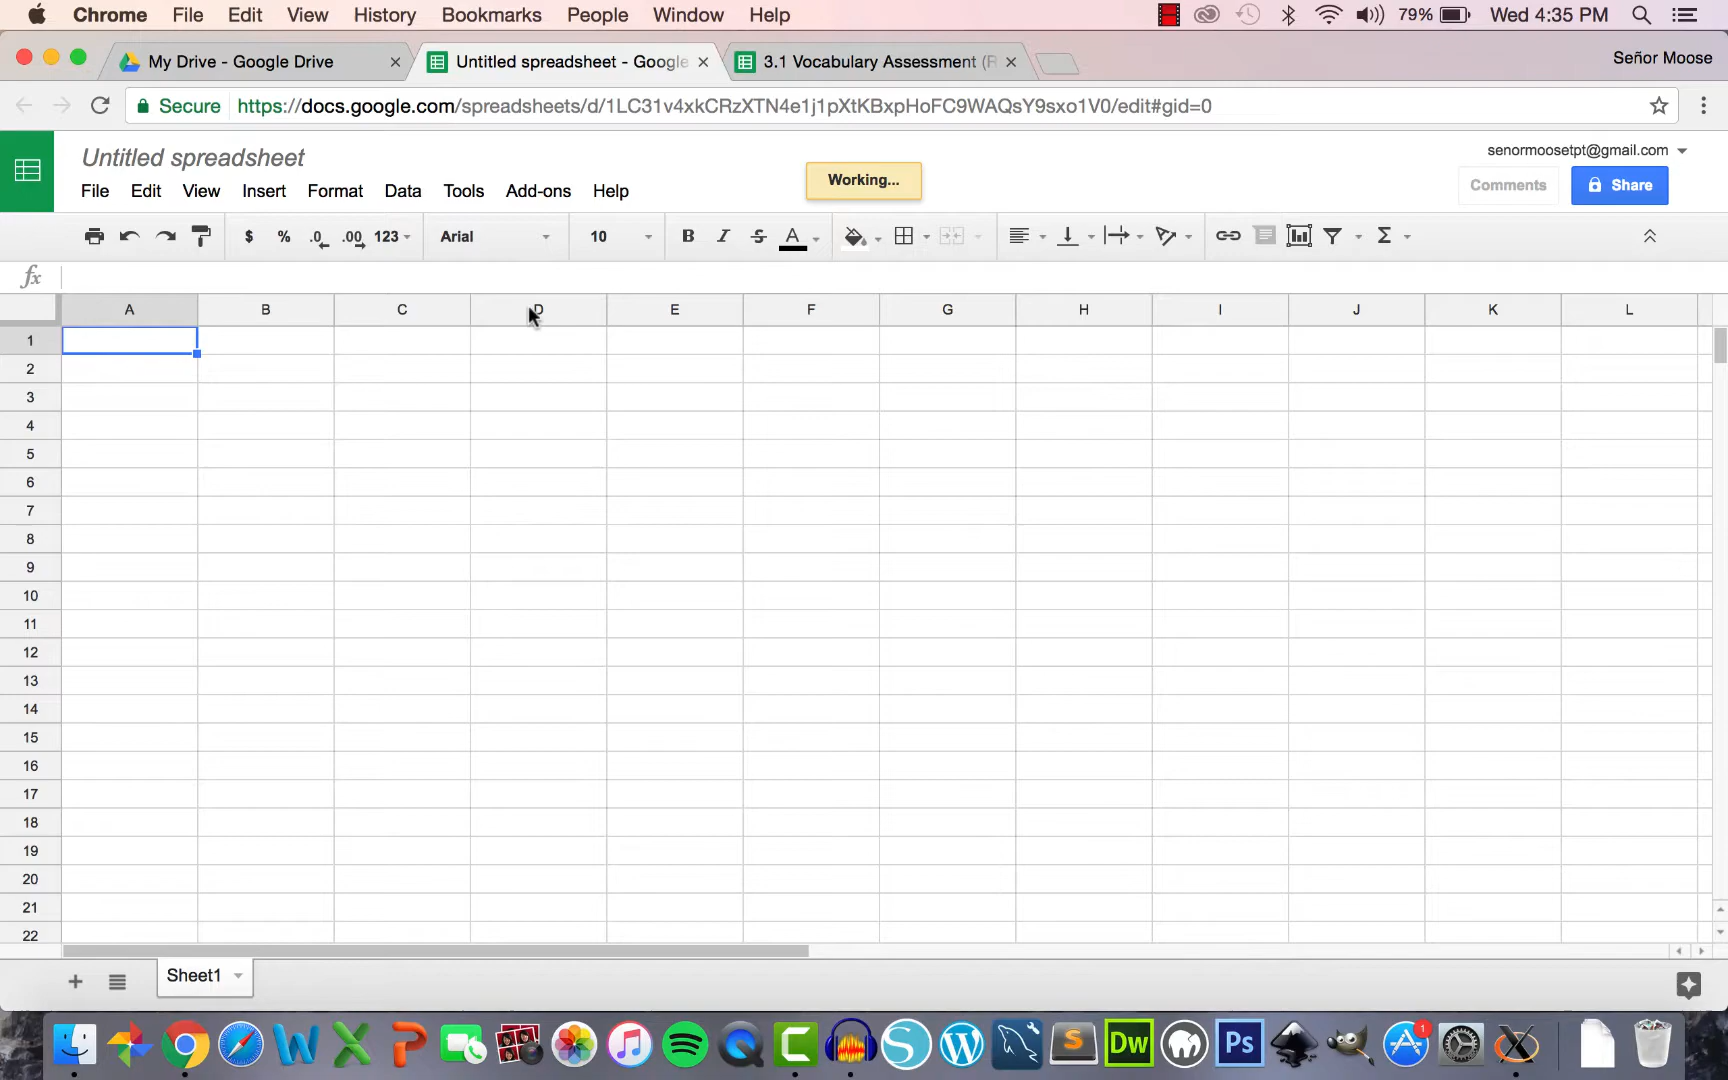 Chrome File Edit View History Bookmarks People Window Help 79% Wed 4:35 PM
My Drive - Google Drive Untitled spreadsheet - Google 3.1 Vocabulary Assessment (R Señor Moose
Secure https://docs.google.com/spreadsheets/d/1LC31v4xkCRzXTN4e1j1pXtKBxpHoFC9WAQsY9sxo1V0/edit#gid=0
Untitled spreadsheet Working... senormoosetpt@gmail.com
File Edit View Insert Format Data Tools Add-ons Help Comments Share
$ % .0 .00 123 Arial 10 B I S A Σ
fx
A B C D E F G H I J K L
1
2
3
4
5
6
7
8
9
10
11
12
13
14
15
16
17
18
19
20
21
22
Sheet1
W X P C S S Dw Ps 1 X